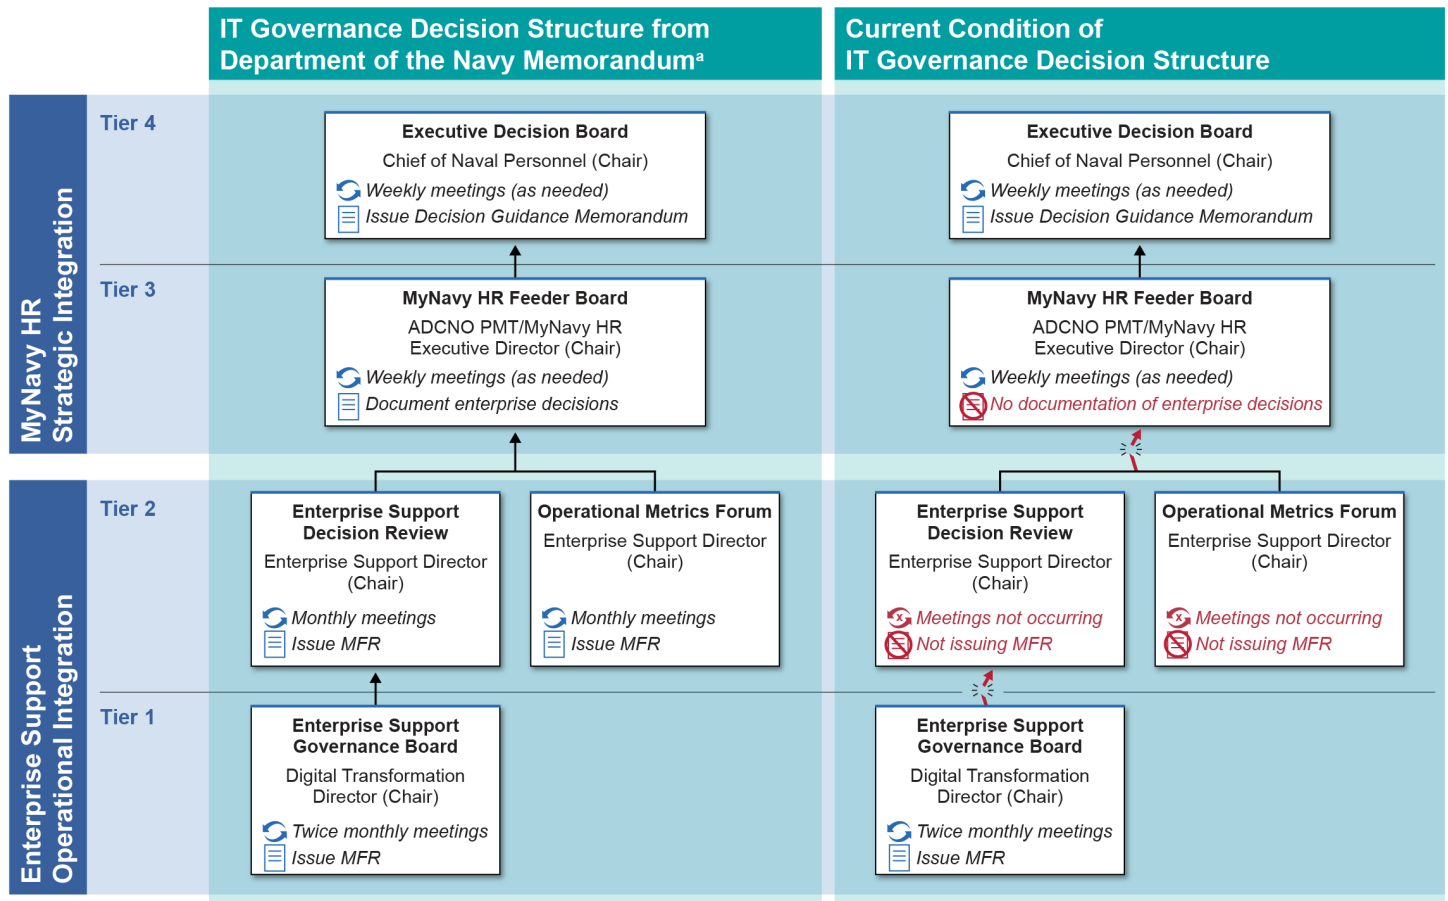 IT Governance Decision Structure from
Department of the Navy Memorandumᵃ
Current Condition of
IT Governance Decision Structure
MyNavy HR
Strategic Integration
Tier 4
Executive Decision Board
Chief of Naval Personnel (Chair)
Weekly meetings (as needed)
Issue Decision Guidance Memorandum
Executive Decision Board
Chief of Naval Personnel (Chair)
Weekly meetings (as needed)
Issue Decision Guidance Memorandum
Tier 3
MyNavy HR Feeder Board
ADCNO PMT/MyNavy HR
Executive Director (Chair)
Weekly meetings (as needed)
Document enterprise decisions
MyNavy HR Feeder Board
ADCNO PMT/MyNavy HR
Executive Director (Chair)
Weekly meetings (as needed)
No documentation of enterprise decisions
Enterprise Support
Operational Integration
Tier 2
Enterprise Support
Decision Review
Enterprise Support Director
(Chair)
Monthly meetings
Issue MFR
Operational Metrics Forum
Enterprise Support Director
(Chair)
Monthly meetings
Issue MFR
Enterprise Support
Decision Review
Enterprise Support Director
(Chair)
Meetings not occurring
Not issuing MFR
Operational Metrics Forum
Enterprise Support Director
(Chair)
Meetings not occurring
Not issuing MFR
Tier 1
Enterprise Support
Governance Board
Digital Transformation
Director (Chair)
Twice monthly meetings
Issue MFR
Enterprise Support
Governance Board
Digital Transformation
Director (Chair)
Twice monthly meetings
Issue MFR